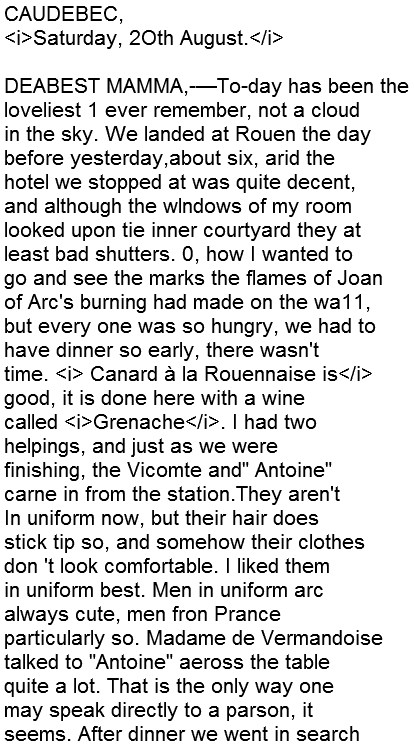 CAUDEBEC,
<i>Saturday, 2Oth August.</i>

DEABEST MAMMA,-—To-day has been the
loveliest 1 ever remember, not a cloud
in the sky. We landed at Rouen the day
before yesterday,about six, arid the
hotel we stopped at was quite decent,
and although the wlndows of my room
looked upon tie inner courtyard they at
least bad shutters. 0, how I wanted to
go and see the marks the flames of Joan
of Arc's burning had made on the wa11,
but every one was so hungry, we had to
have dinner so early, there wasn't
time. <i> Canard à la Rouennaise is</i>
good, it is done here with a wine
called <i>Grenache</i>. I had two
helpings, and just as we were
finishing, the Vicomte and" Antoine"
carne in from the station.They aren't
In uniform now, but their hair does
stick tip so, and somehow their clothes
don 't look comfortable. I liked them
in uniform best. Men in uniform arc
always cute, men fron Prance
particularly so. Madame de Vermandoise
talked to "Antoine" aeross the table
quite a lot. That is the only way one
may speak directly to a parson, it
seems. After dinner we went in search